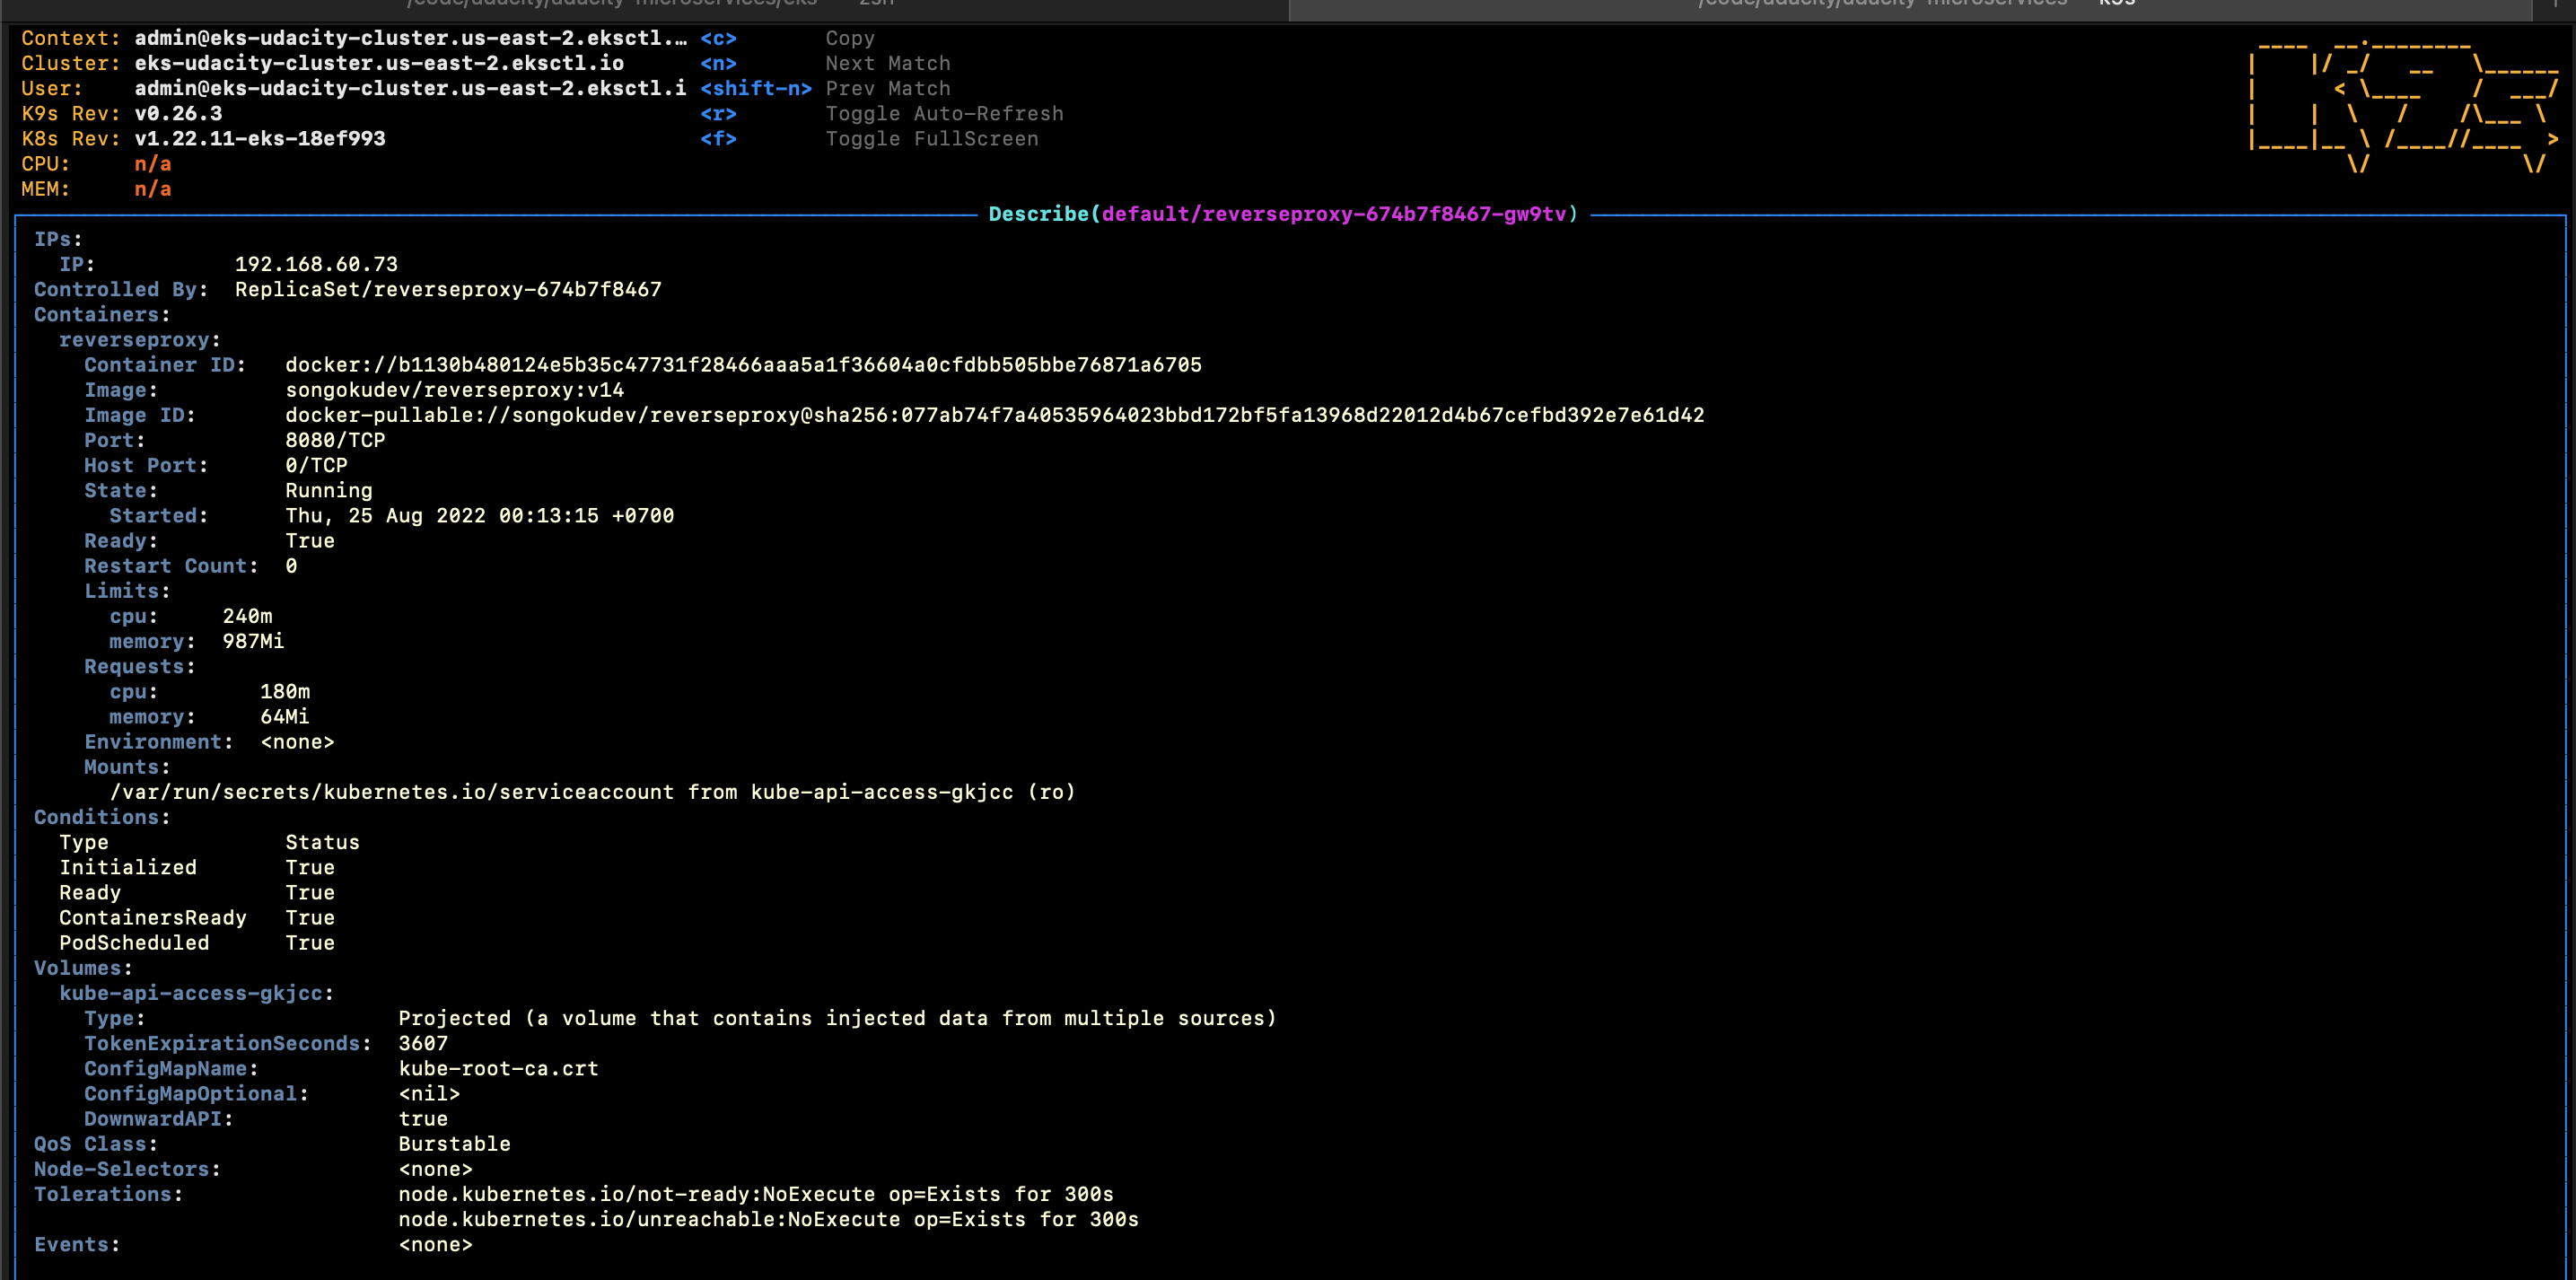 Context: admin@eks-udacity-cluster.us-east-2.eksctl.… <c> Copy
Cluster: eks-udacity-cluster.us-east-2.eksctl.io <n> Next Match
User: admin@eks-udacity-cluster.us-east-2.eksctl.i <shift-n> Prev Match
K9s Rev: v0.26.3 <r> Toggle Auto-Refresh
K8s Rev: v1.22.11-eks-18ef993 <f> Toggle FullScreen
CPU: n/a
MEM: n/a
Describe(default/reverseproxy-674b7f8467-gw9tv)
IPs:
IP: 192.168.60.73
Controlled By: ReplicaSet/reverseproxy-674b7f8467
Containers:
reverseproxy:
Container ID: docker://b1130b480124e5b35c47731f28466aaa5a1f36604a0cfdbb505bbe76871a6705
Image: songokudev/reverseproxy:v14
Image ID: docker-pullable://songokudev/reverseproxy@sha256:077ab74f7a40535964023bbd172bf5fa13968d22012d4b67cefbd392e7e61d42
Port: 8080/TCP
Host Port: 0/TCP
State: Running
Started: Thu, 25 Aug 2022 00:13:15 +0700
Ready: True
Restart Count: 0
Limits:
cpu: 240m
memory: 987Mi
Requests:
cpu: 180m
memory: 64Mi
Environment: <none>
Mounts:
/var/run/secrets/kubernetes.io/serviceaccount from kube-api-access-gkjcc (ro)
Conditions:
Type Status
Initialized True
Ready True
ContainersReady True
PodScheduled True
Volumes:
kube-api-access-gkjcc:
Type: Projected (a volume that contains injected data from multiple sources)
TokenExpirationSeconds: 3607
ConfigMapName: kube-root-ca.crt
ConfigMapOptional: <nil>
DownwardAPI: true
QoS Class: Burstable
Node-Selectors: <none>
Tolerations: node.kubernetes.io/not-ready:NoExecute op=Exists for 300s
node.kubernetes.io/unreachable:NoExecute op=Exists for 300s
Events: <none>